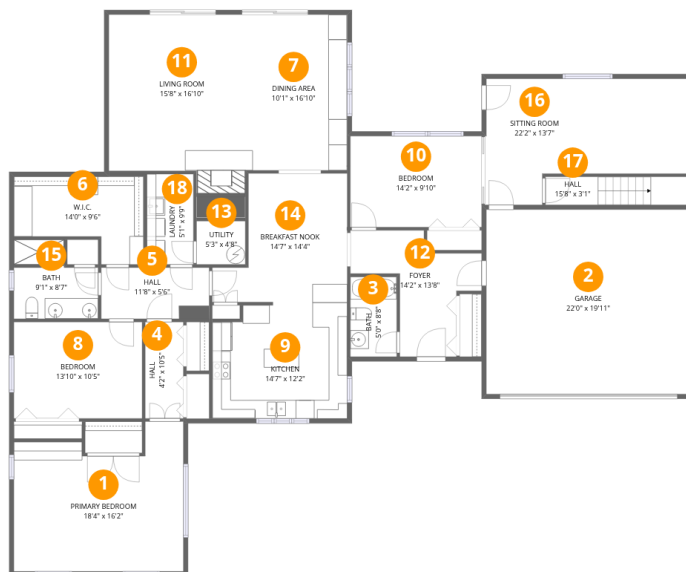 11
LIVING ROOM
15'8" x 16'10"
7
DINING AREA
10'1" x 16'10"
16
SITTING ROOM
22'2" x 13'7"
10
BEDROOM
14'2" x 9'10"
17
HALL
15'8" x 3'1"
6
W.I.C.
14'0" x 9'6"
18
LAUNDRY
5'1" x 9'9"
13
UTILITY
5'3" x 4'8"
14
BREAKFAST NOOK
14'7" x 14'4"
15
BATH
9'1" x 8'7"
5
HALL
11'8" x 5'6"
12
FOYER
14'2" x 13'8"
2
GARAGE
22'0" x 19'11"
3
BATH
5'0" x 8'8"
8
BEDROOM
13'10" x 10'5"
4
HALL
4'2" x 10'5"
9
KITCHEN
14'7" x 12'2"
1
PRIMARY BEDROOM
18'4" x 16'2"